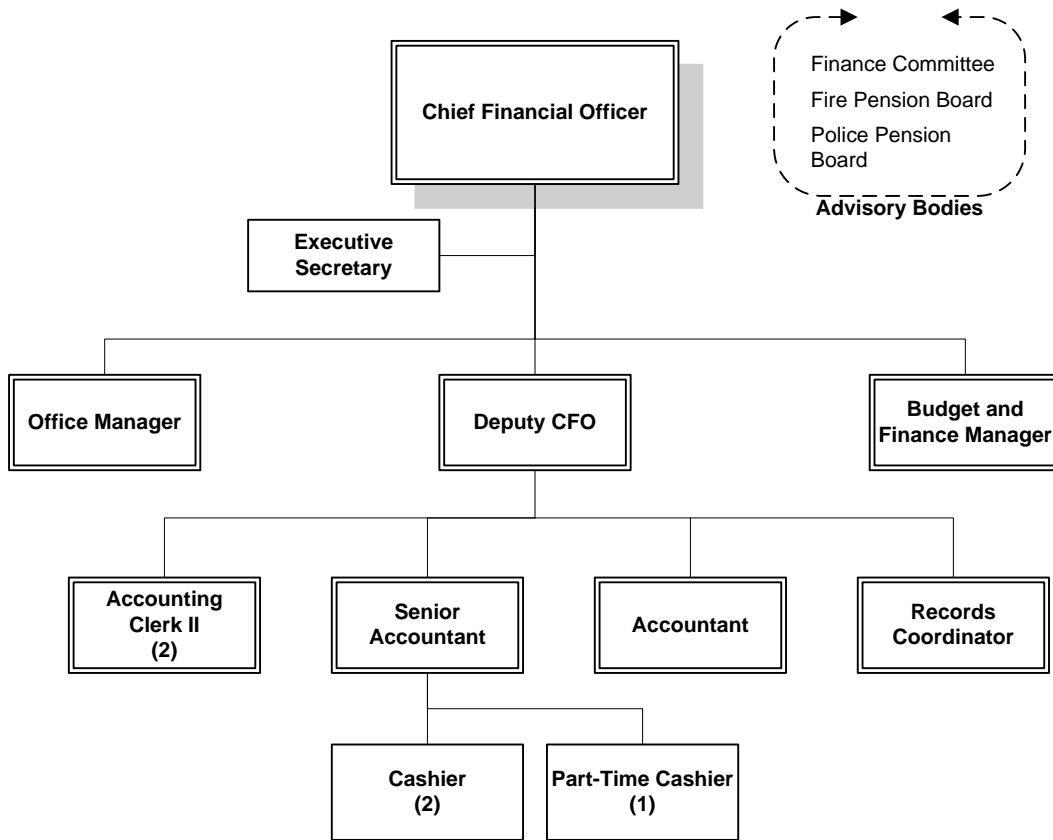 Chief Financial Officer
Finance Committee
Fire Pension Board
Police Pension
Board
Advisory Bodies
Executive
Secretary
Office Manager
Deputy CFO
Budget and
Finance Manager
Accounting
Clerk II
(2)
Senior
Accountant
Accountant
Records
Coordinator
Cashier
(2)
Part-Time Cashier
(1)